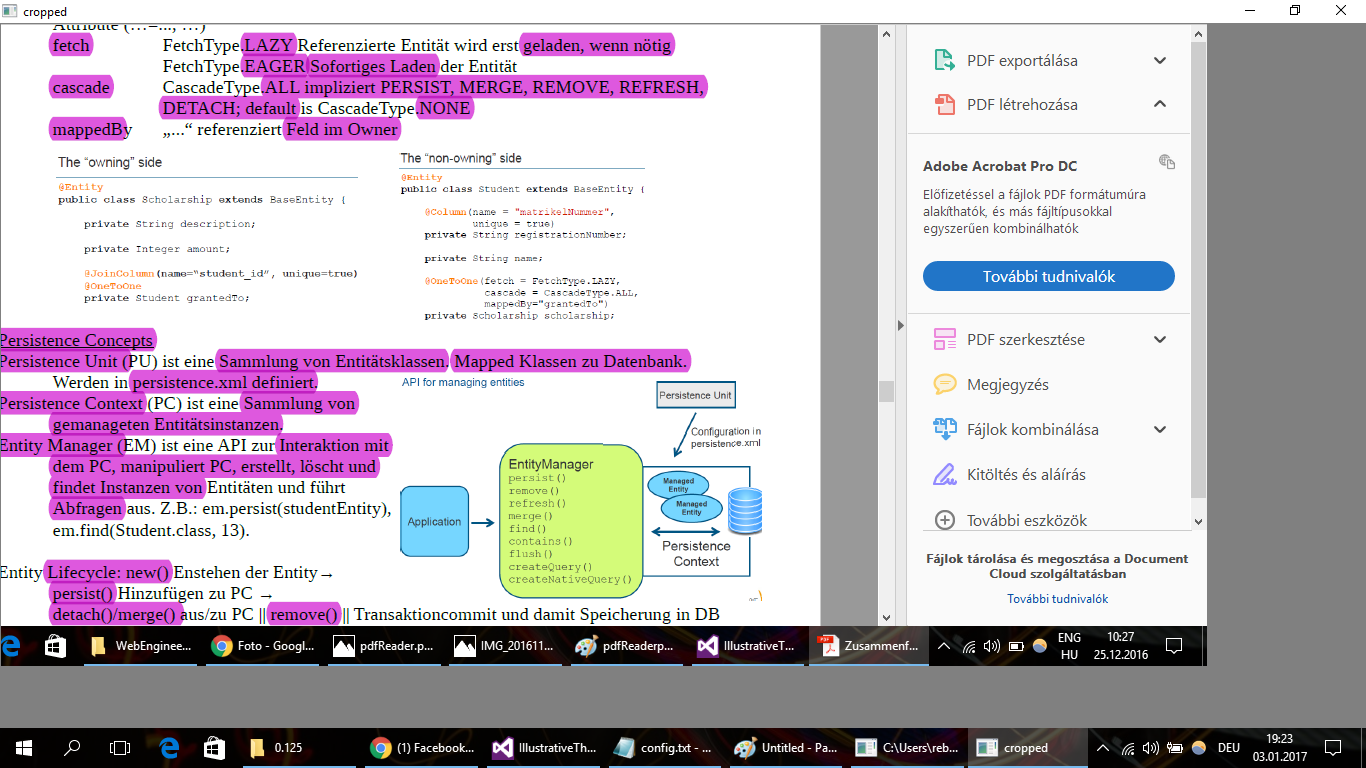 cropped
Attribute (…=..., …)
fetch FetchType.LAZY Referenzierte Entität wird erst geladen, wenn nötig
FetchType.EAGER Sofortiges Laden der Entität
cascade CascadeType.ALL impliziert PERSIST, MERGE, REMOVE, REFRESH,
DETACH; default is CascadeType.NONE
mappedBy „...“ referenziert Feld im Owner
The “owning” side
@Entity
public class Scholarship extends BaseEntity {
private String description;
private Integer amount;
@JoinColumn(name=“student_id”, unique=true)
@OneToOne
private Student grantedTo;
The “non-owning” side
@Entity
public class Student extends BaseEntity {
@Column(name = "matrikelNummer",
unique = true)
private String registrationNumber;
private String name;
@OneToOne(fetch = FetchType.LAZY,
cascade = CascadeType.ALL,
mappedBy="grantedTo")
private Scholarship scholarship;
Persistence Concepts
Persistence Unit (PU) ist eine Sammlung von Entitätsklassen. Mapped Klassen zu Datenbank.
Werden in persistence.xml definiert.
Persistence Context (PC) ist eine Sammlung von
gemanageten Entitätsinstanzen.
Entity Manager (EM) ist eine API zur Interaktion mit
dem PC, manipuliert PC, erstellt, löscht und
findet Instanzen von Entitäten und führt
Abfragen aus. Z.B.: em.persist(studentEntity),
em.find(Student.class, 13).
API for managing entities
Persistence Unit
Configuration in
persistence.xml
Application
EntityManager
persist()
remove()
refresh()
merge()
find()
contains()
flush()
createQuery()
createNativeQuery()
Managed
Entity
Managed
Entity
Persistence
Context
Entity Lifecycle: new() Enstehen der Entity→
persist() Hinzufügen zu PC →
detach()/merge() aus/zu PC || remove() || Transaktioncommit und damit Speicherung in DB
PDF exportálása
PDF létrehozása
Adobe Acrobat Pro DC
Előfizetéssel a fájlok PDF formátumúra
alakíthatók, és más fájltípusokkal
egyszerűen kombinálhatók
További tudnivalók
PDF szerkesztése
Megjegyzés
Fájlok kombinálása
Kitöltés és aláírás
További eszközök
Fájlok tárolása és megosztása a Document
Cloud szolgáltatásban
További tudnivalók
WebEnginee...
Foto - Googl...
pdfReader.p...
IMG_201611...
pdfReaderp...
IllustrativeT...
Zusammenf...
ENG
HU
10:27
25.12.2016
0.125
(1) Facebook...
IllustrativeTh...
config.txt - ...
Untitled - Pa...
C:\Users\reb...
cropped
DEU
19:23
03.01.2017